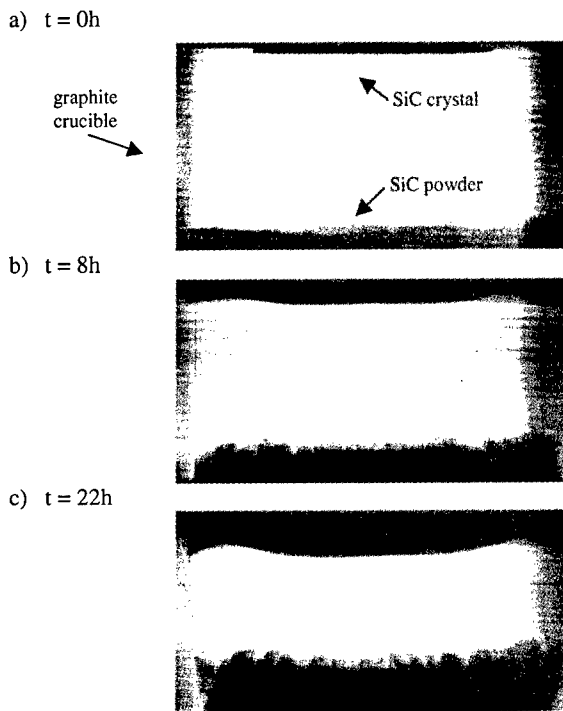 a) t = 0h
graphite
crucible
SiC crystal
SiC powder
b) t = 8h
c) t = 22h